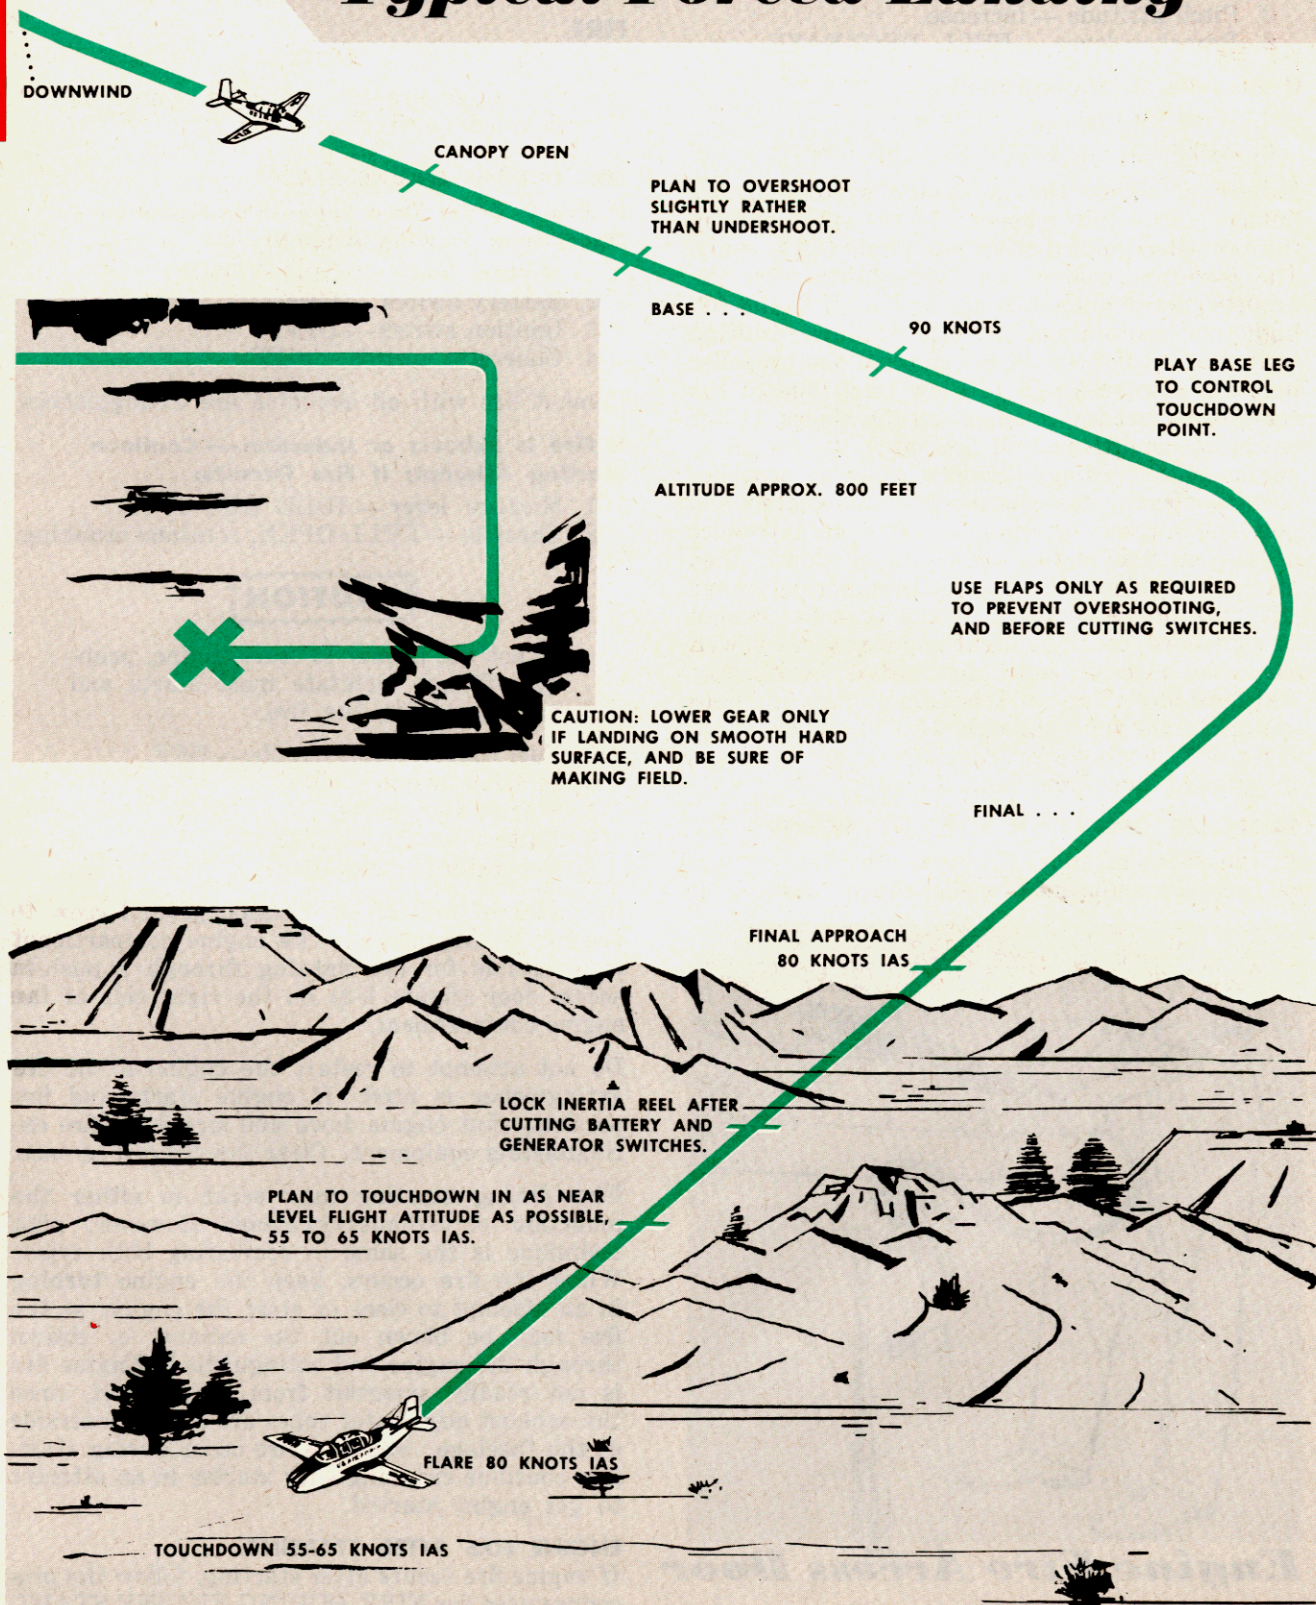 Typical Forced Landing
DOWNWIND
CANOPY OPEN
PLAN TO OVERSHOOT
SLIGHTLY RATHER
THAN UNDERSHOOT.
BASE . . .
90 KNOTS
PLAY BASE LEG
TO CONTROL
TOUCHDOWN
POINT.
ALTITUDE APPROX. 800 FEET
USE FLAPS ONLY AS REQUIRED
TO PREVENT OVERSHOOTING,
AND BEFORE CUTTING SWITCHES.
CAUTION: LOWER GEAR ONLY
IF LANDING ON SMOOTH HARD
SURFACE, AND BE SURE OF
MAKING FIELD.
FINAL . . .
FINAL APPROACH
80 KNOTS IAS
LOCK INERTIA REEL AFTER
CUTTING BATTERY AND
GENERATOR SWITCHES.
PLAN TO TOUCHDOWN IN AS NEAR
LEVEL FLIGHT ATTITUDE AS POSSIBLE,
55 TO 65 KNOTS IAS.
FLARE 80 KNOTS IAS
TOUCHDOWN 55-65 KNOTS IAS